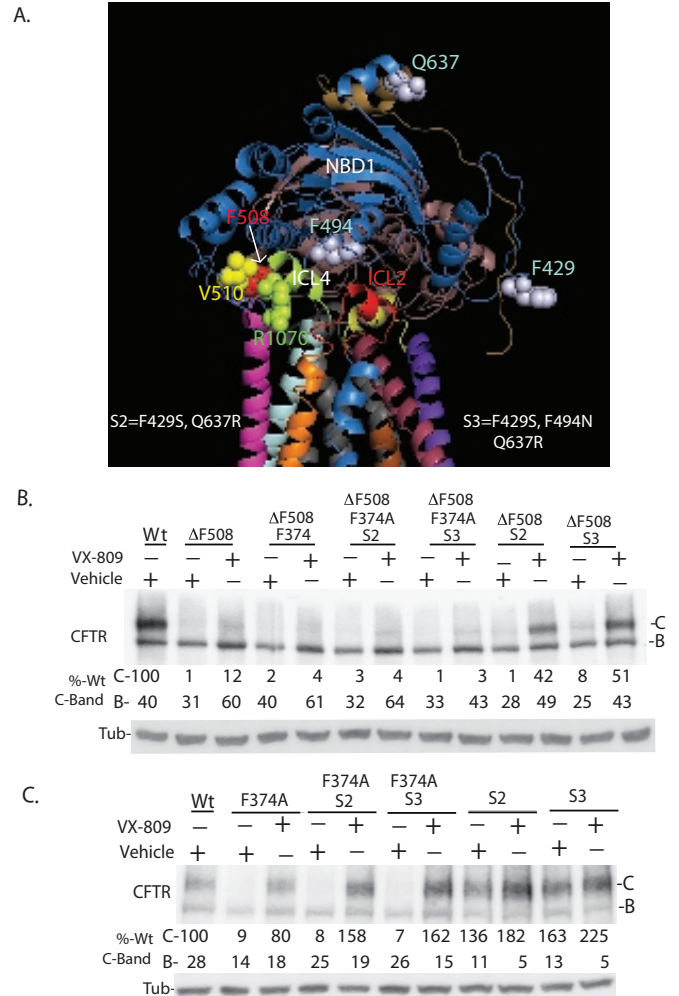 A.
Q637
NBD1
F508
F494
F429
ICL4
ICL2
V510
R1070
S2=F429S, Q637R
S3=F429S, F494N
Q637R
B.
ΔF508 ΔF508
ΔF508 F374A F374A ΔF508 ΔF508
Wt ΔF508 F374 S2 S3 S2 S3
VX-809 − − + − + − + − + − + − +
Vehicle + + − + − + − + − + − + −
CFTR
-C
-B
%-Wt C-100 1 12 2 4 3 4 1 3 1 42 8 51
C-Band B- 40 31 60 40 61 32 64 33 43 28 49 25 43
Tub-
C.
F374A F374A
Wt F374A S2 S3 S2 S3
VX-809 − − + − + − + − + − +
Vehicle + + − + − + − + − + −
CFTR
-C
-B
%-Wt C-100 9 80 8 158 7 162 136 182 163 225
C-Band B- 28 14 18 25 19 26 15 11 5 13 5
Tub-